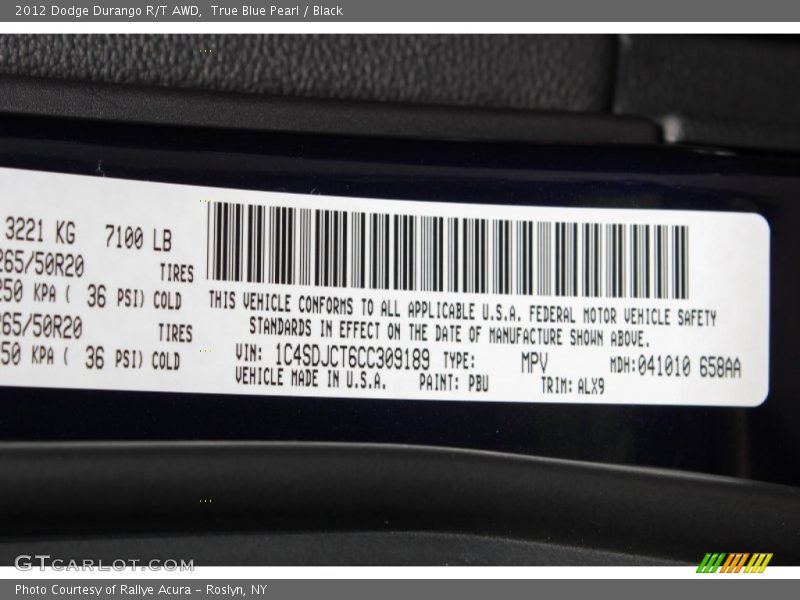 2012 Dodge Durango R/T AWD, True Blue Pearl / Black
3221 KG 7100 LB
265/50R20 TIRES
250 KPA ( 36 PSI) COLD
265/50R20 TIRES
50 KPA ( 36 PSI) COLD
THIS VEHICLE CONFORMS TO ALL APPLICABLE U.S.A. FEDERAL MOTOR VEHICLE SAFETY
STANDARDS IN EFFECT ON THE DATE OF MANUFACTURE SHOWN ABOVE.
VIN: 1C4SDJCT6CC309189 TYPE: MPV MDH:041010 658AA
VEHICLE MADE IN U.S.A. PAINT: PBU TRIM: ALX9
GTCARLOT.COM
Photo Courtesy of Rallye Acura – Roslyn, NY